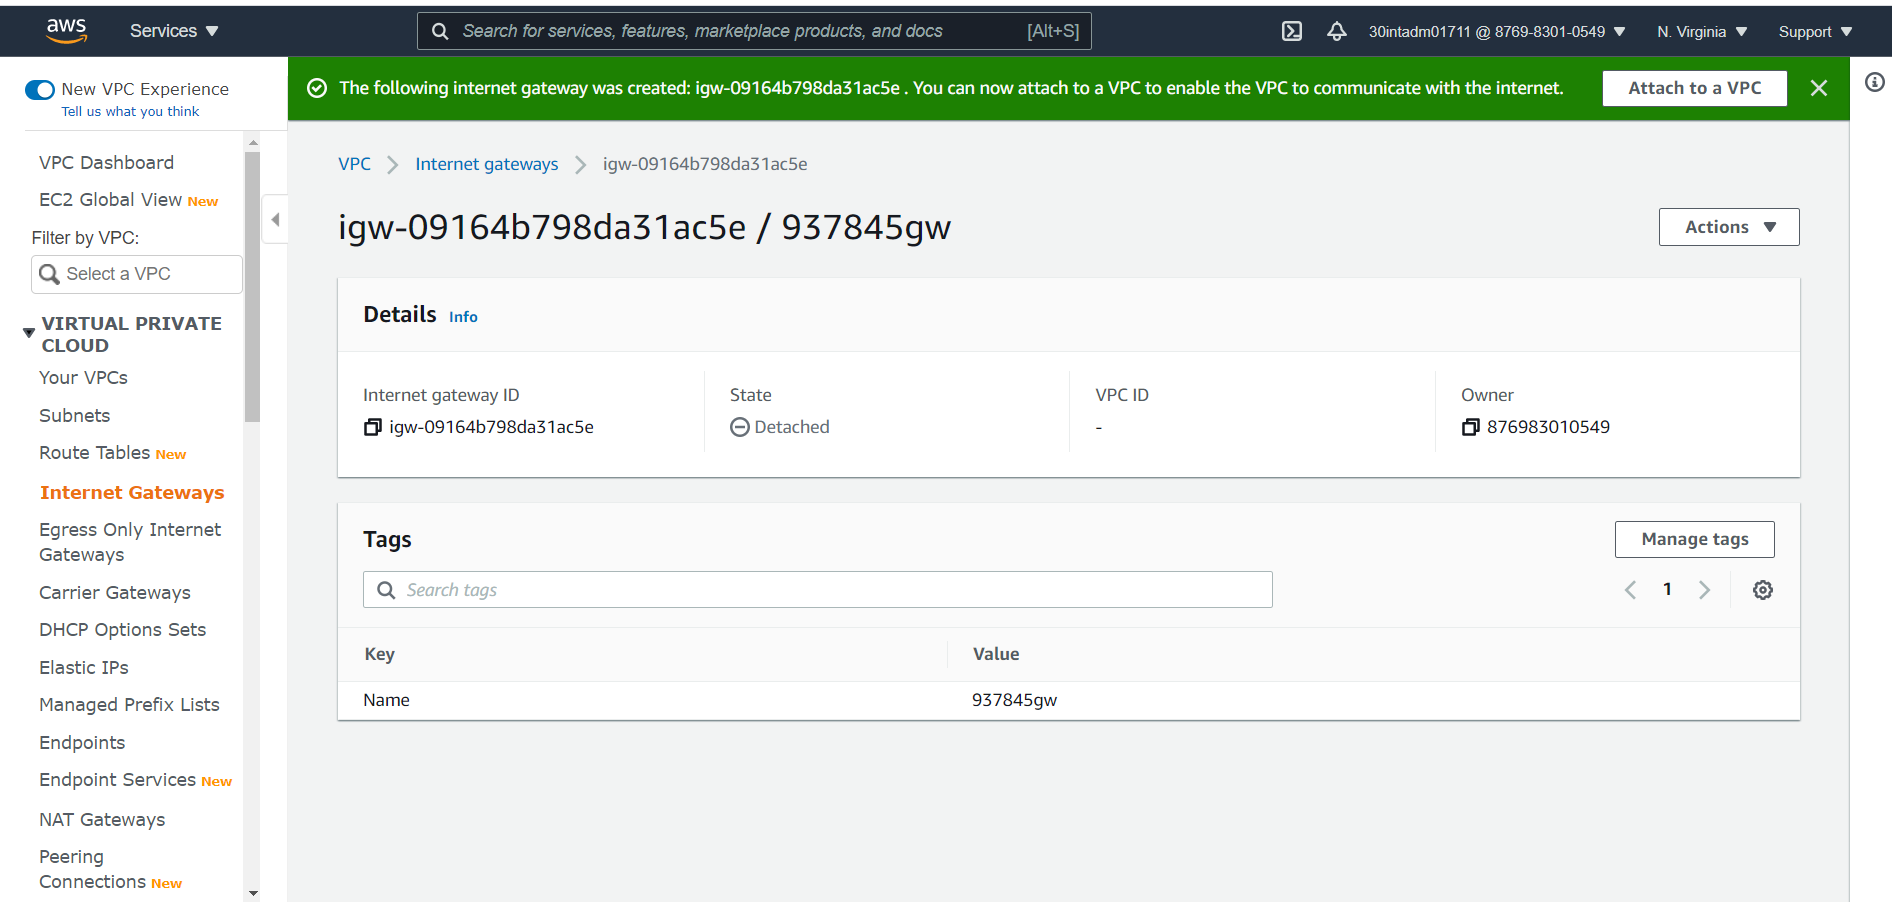 aws
Services
Search for services, features, marketplace products, and docs [Alt+S]
30intadm01711 @ 8769-8301-0549
N. Virginia
Support
New VPC Experience
Tell us what you think
The following internet gateway was created: igw-09164b798da31ac5e . You can now attach to a VPC to enable the VPC to communicate with the internet.
Attach to a VPC
VPC Dashboard
EC2 Global View New
Filter by VPC:
Select a VPC
VIRTUAL PRIVATE
CLOUD
Your VPCs
Subnets
Route Tables New
Internet Gateways
Egress Only Internet
Gateways
Carrier Gateways
DHCP Options Sets
Elastic IPs
Managed Prefix Lists
Endpoints
Endpoint Services New
NAT Gateways
Peering
Connections New
VPC
Internet gateways
igw-09164b798da31ac5e
igw-09164b798da31ac5e / 937845gw
Actions
Details Info
Internet gateway ID
igw-09164b798da31ac5e
State
Detached
VPC ID
-
Owner
876983010549
Tags
Manage tags
Search tags
1
Key Value
Name 937845gw